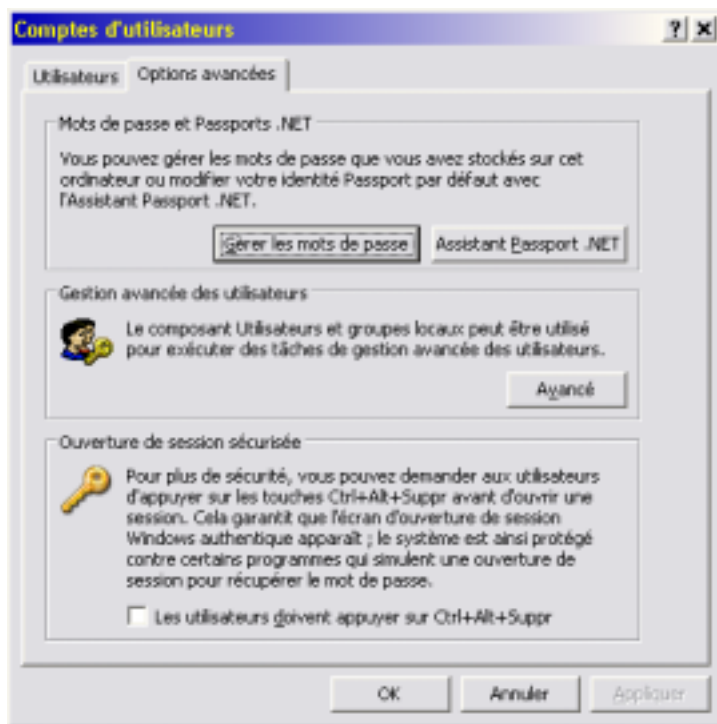 Comptes d'utilisateurs
Utilisateurs
Options avancées
Mots de passe et Passports .NET
Vous pouvez gérer les mots de passe que vous avez stockés sur cet
ordinateur ou modifier votre identité Passport par défaut avec
l'Assistant Passport .NET.
Gérer les mots de passe
Assistant Passport .NET
Gestion avancée des utilisateurs
Le composant Utilisateurs et groupes locaux peut être utilisé
pour exécuter des tâches de gestion avancée des utilisateurs.
Avancé
Ouverture de session sécurisée
Pour plus de sécurité, vous pouvez demander aux utilisateurs
d'appuyer sur les touches Ctrl+Alt+Suppr avant d'ouvrir une
session. Cela garantit que l'écran d'ouverture de session
Windows authentique apparaît ; le système est ainsi protégé
contre certains programmes qui simulent une ouverture de
session pour récupérer le mot de passe.
Les utilisateurs doivent appuyer sur Ctrl+Alt+Suppr
OK
Annuler
Appliquer